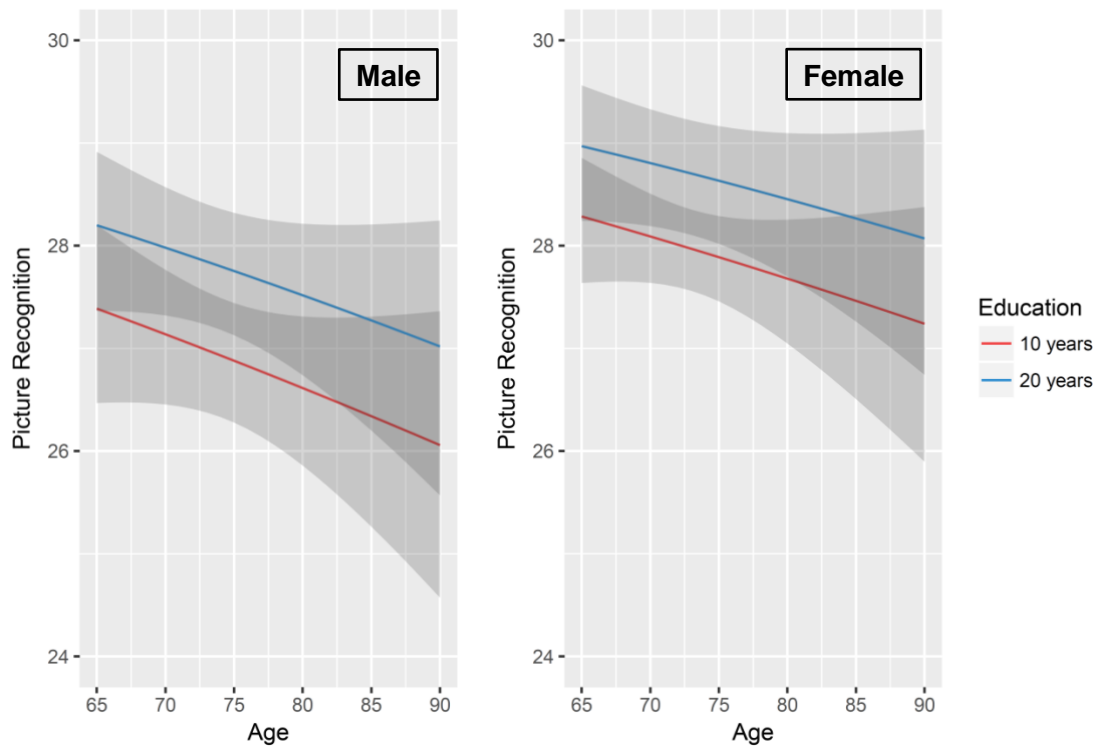 Male
Female
30
28
26
24
Picture Recognition
65 70 75 80 85 90
Age
30
28
26
24
Picture Recognition
65 70 75 80 85 90
Age
Education
10 years
20 years